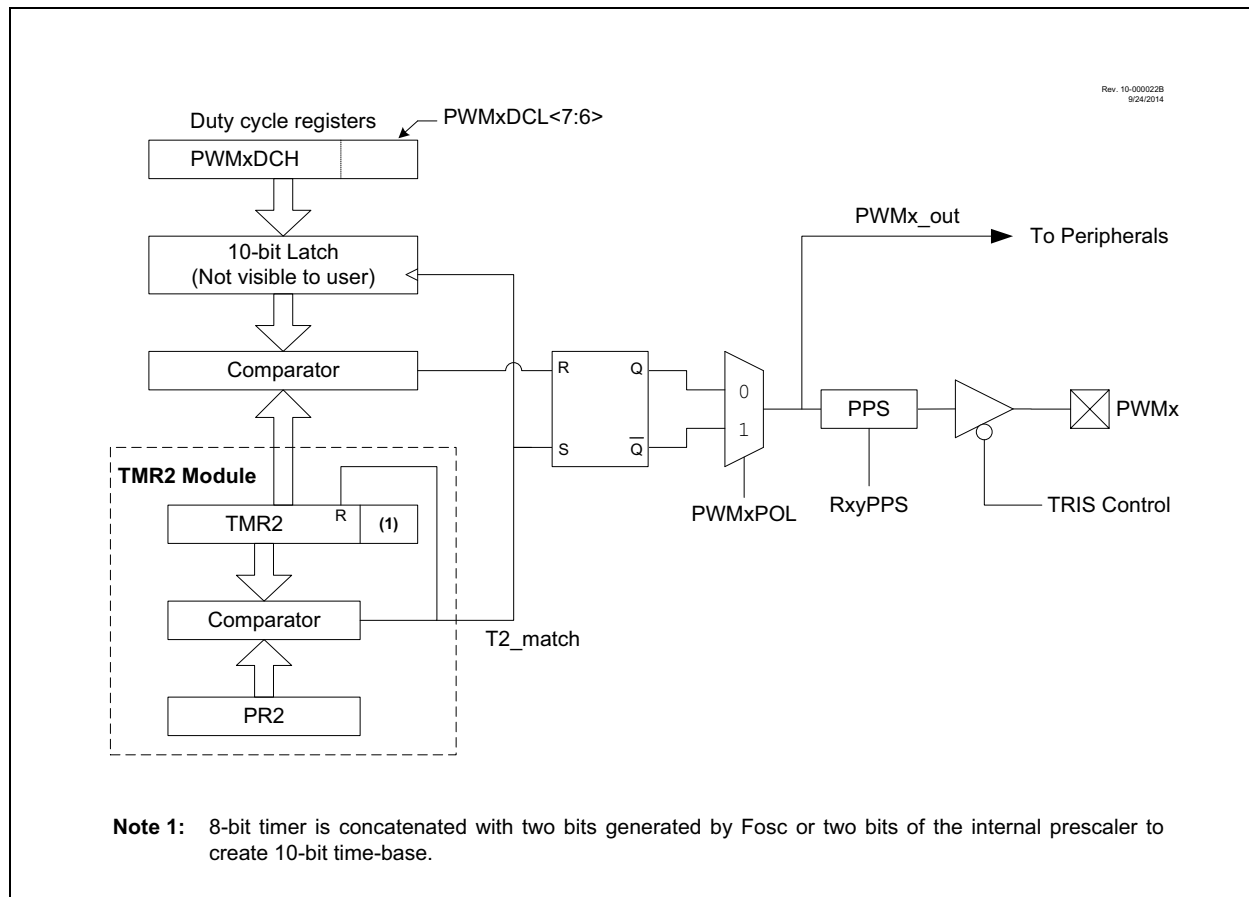 Rev. 10-000022B
9/24/2014
Duty cycle registers
PWMxDCL<7:6>
PWMxDCH
10-bit Latch
(Not visible to user)
Comparator
PWMx_out
To Peripherals
R
Q
S
Q̅
0
1
PPS
PWMx
PWMxPOL
RxyPPS
TRIS Control
TMR2 Module
R
TMR2
(1)
Comparator
T2_match
PR2
Note 1: 8-bit timer is concatenated with two bits generated by Fosc or two bits of the internal prescaler to
create 10-bit time-base.